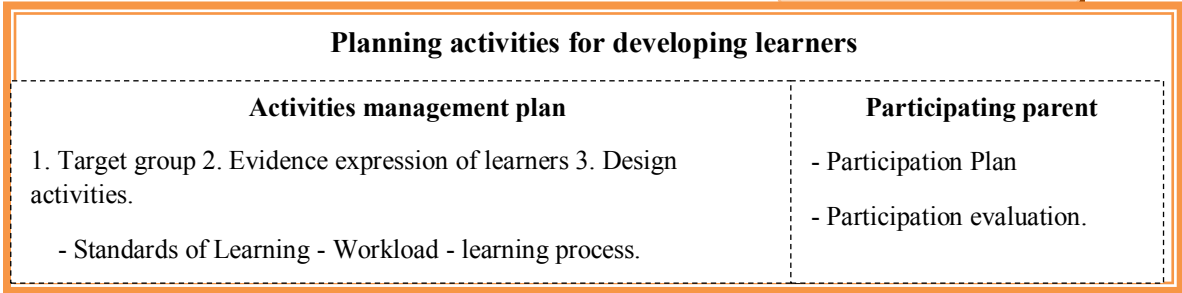 Planning activities for developing learners
Activities management plan
1. Target group 2. Evidence expression of learners 3. Design
activities.
- Standards of Learning - Workload - learning process.
Participating parent
- Participation Plan
- Participation evaluation.